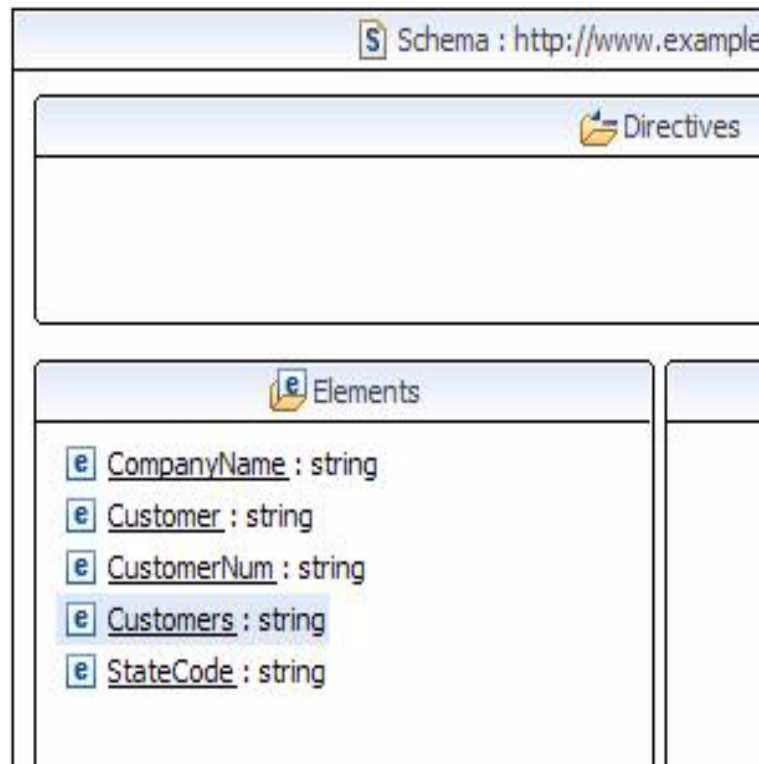 Schema : http://www.example
Directives
Elements
CompanyName : string
Customer : string
CustomerNum : string
Customers : string
StateCode : string